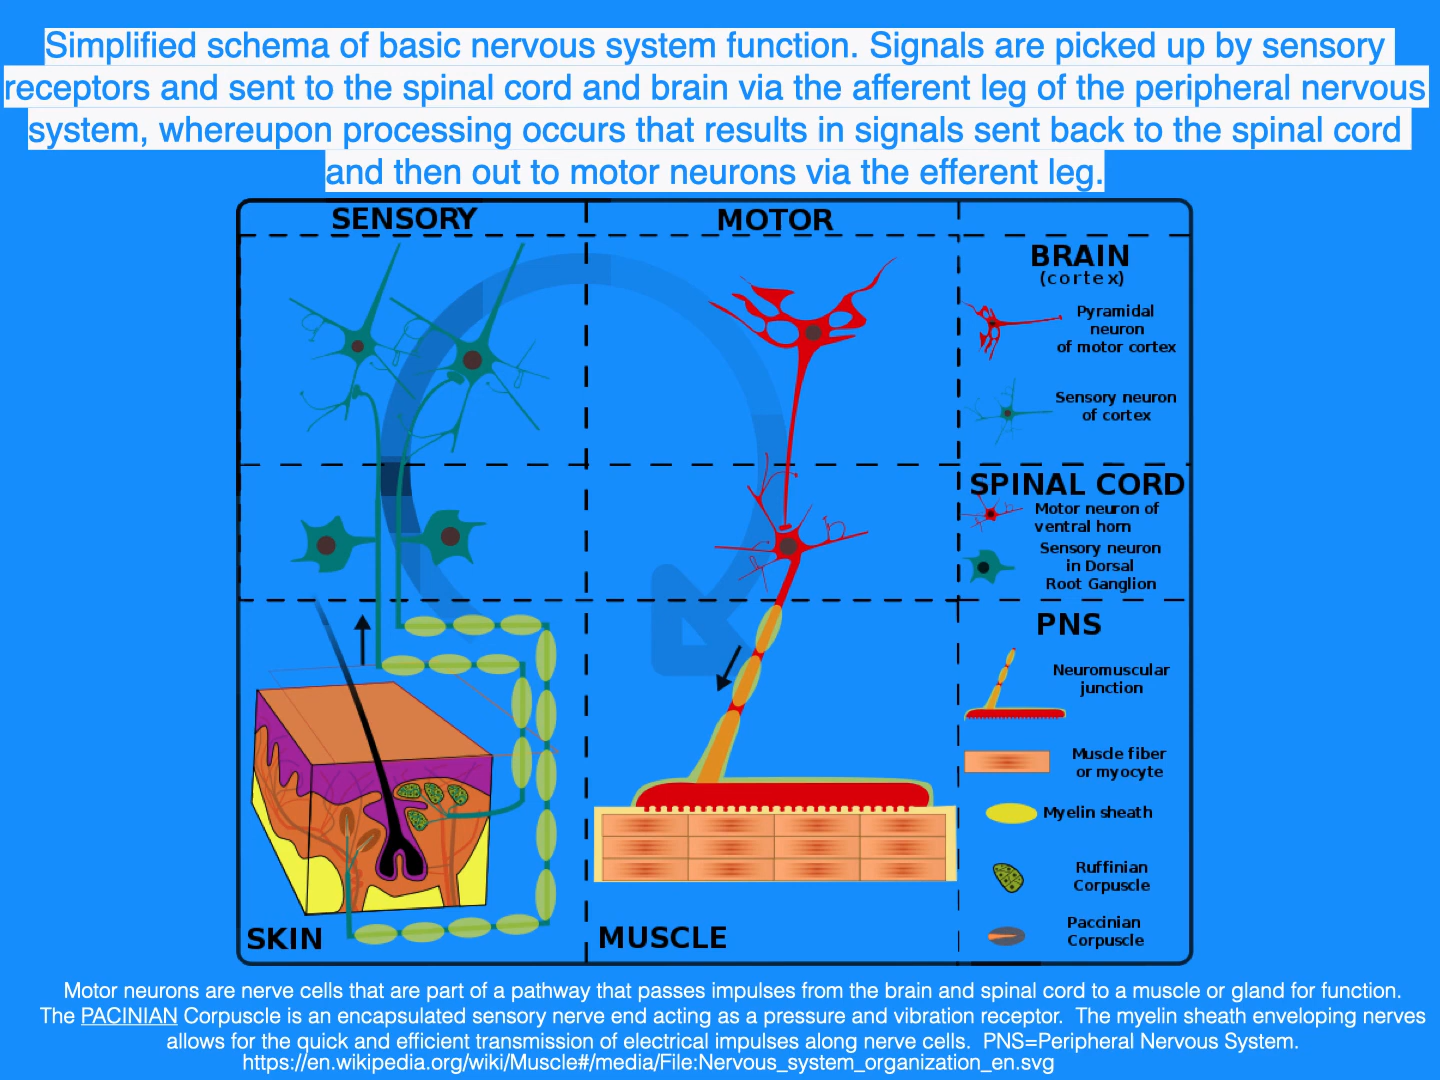 Simplified schema of basic nervous system function. Signals are picked up by sensory
receptors and sent to the spinal cord and brain via the afferent leg of the peripheral nervous
system, whereupon processing occurs that results in signals sent back to the spinal cord
and then out to motor neurons via the efferent leg.
SENSORY
MOTOR
BRAIN
(cortex)
Pyramidal
neuron
of motor cortex
Sensory neuron
of cortex
SPINAL CORD
Motor neuron of
ventral horn
Sensory neuron
in Dorsal
Root Ganglion
PNS
Neuromuscular
junction
Muscle fiber
or myocyte
Myelin sheath
Ruffinian
Corpuscle
Paccinian
Corpuscle
SKIN
MUSCLE
Motor neurons are nerve cells that are part of a pathway that passes impulses from the brain and spinal cord to a muscle or gland for function.
The PACINIAN Corpuscle is an encapsulated sensory nerve end acting as a pressure and vibration receptor. The myelin sheath enveloping nerves
allows for the quick and efficient transmission of electrical impulses along nerve cells. PNS=Peripheral Nervous System.
https://en.wikipedia.org/wiki/Muscle#/media/File:Nervous_system_organization_en.svg